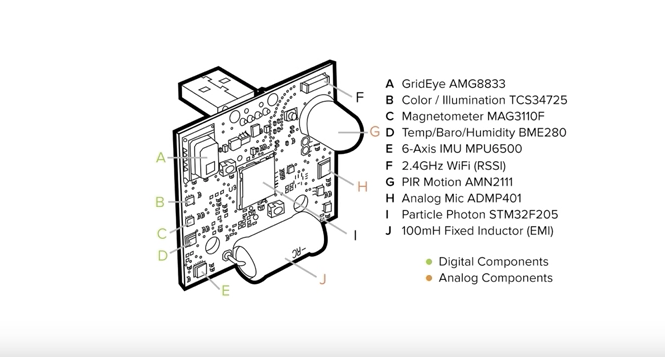 A GridEye AMG8833
B Color / Illumination TCS34725
C Magnetometer MAG3110F
D Temp/Baro/Humidity BME280
E 6-Axis IMU MPU6500
F 2.4GHz WiFi (RSSI)
G PIR Motion AMN2111
H Analog Mic ADMP401
I Particle Photon STM32F205
J 100mH Fixed Inductor (EMI)
Digital Components
Analog Components
F
A
G
H
B
C
I
D
J
E